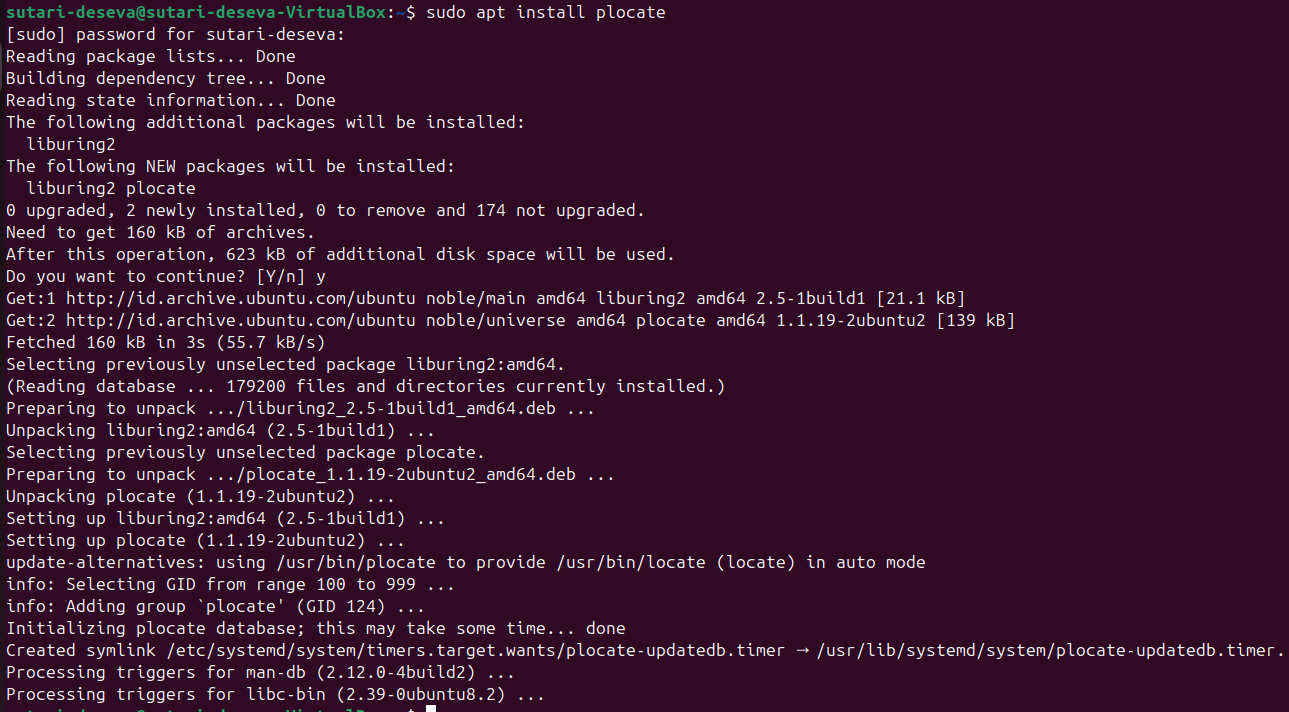 sutari-deseva@sutari-deseva-VirtualBox:~$ sudo apt install plocate
[sudo] password for sutari-deseva:
Reading package lists... Done
Building dependency tree... Done
Reading state information... Done
The following additional packages will be installed:
  liburing2
The following NEW packages will be installed:
  liburing2 plocate
0 upgraded, 2 newly installed, 0 to remove and 174 not upgraded.
Need to get 160 kB of archives.
After this operation, 623 kB of additional disk space will be used.
Do you want to continue? [Y/n] y
Get:1 http://id.archive.ubuntu.com/ubuntu noble/main amd64 liburing2 amd64 2.5-1build1 [21.1 kB]
Get:2 http://id.archive.ubuntu.com/ubuntu noble/universe amd64 plocate amd64 1.1.19-2ubuntu2 [139 kB]
Fetched 160 kB in 3s (55.7 kB/s)
Selecting previously unselected package liburing2:amd64.
(Reading database ... 179200 files and directories currently installed.)
Preparing to unpack .../liburing2_2.5-1build1_amd64.deb ...
Unpacking liburing2:amd64 (2.5-1build1) ...
Selecting previously unselected package plocate.
Preparing to unpack .../plocate_1.1.19-2ubuntu2_amd64.deb ...
Unpacking plocate (1.1.19-2ubuntu2) ...
Setting up liburing2:amd64 (2.5-1build1) ...
Setting up plocate (1.1.19-2ubuntu2) ...
update-alternatives: using /usr/bin/plocate to provide /usr/bin/locate (locate) in auto mode
info: Selecting GID from range 100 to 999 ...
info: Adding group `plocate' (GID 124) ...
Initializing plocate database; this may take some time... done
Created symlink /etc/systemd/system/timers.target.wants/plocate-updatedb.timer → /usr/lib/systemd/system/plocate-updatedb.timer.
Processing triggers for man-db (2.12.0-4build2) ...
Processing triggers for libc-bin (2.39-0ubuntu8.2) ...